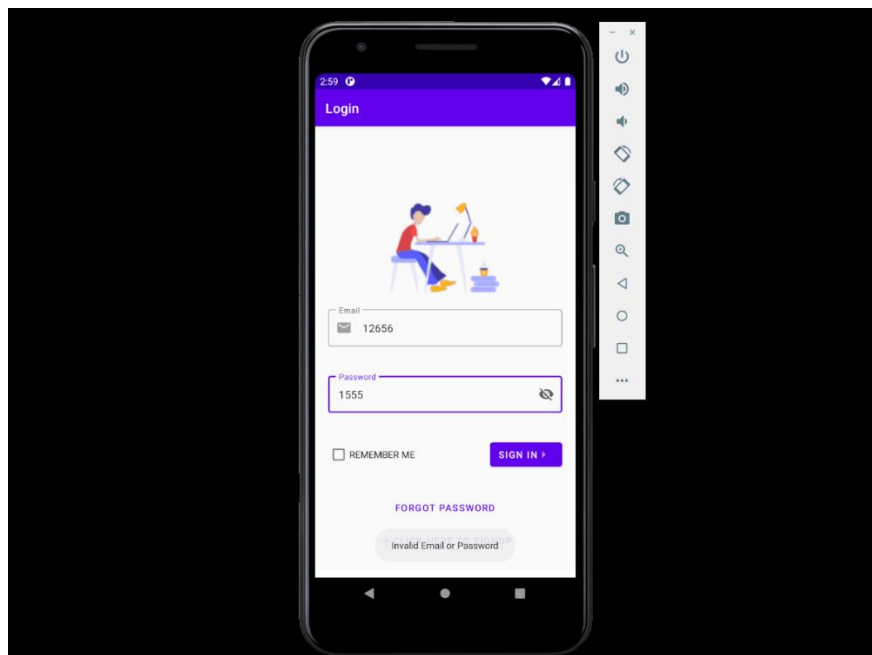 2:59
Login
Email
12656
Password
1555
REMEMBER ME
SIGN IN
FORGOT PASSWORD
Invalid Email or Password